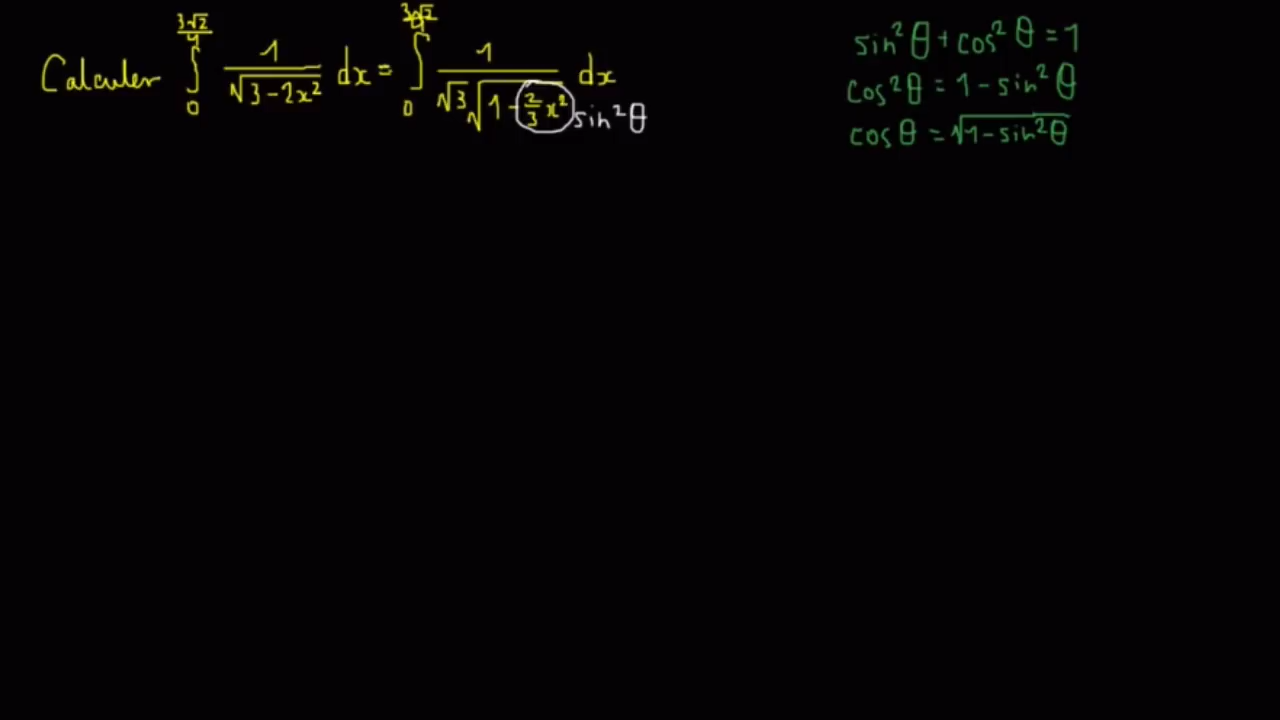 Calculer ∫₀^(3√2/4) 1/√(3-2x²) dx = ∫₀^(3√2/4) 1/(√3 √(1-(2/3)x²)) dx
sin²θ
sin²θ + cos²θ = 1
cos²θ = 1 - sin²θ
cosθ = √(1-sin²θ)